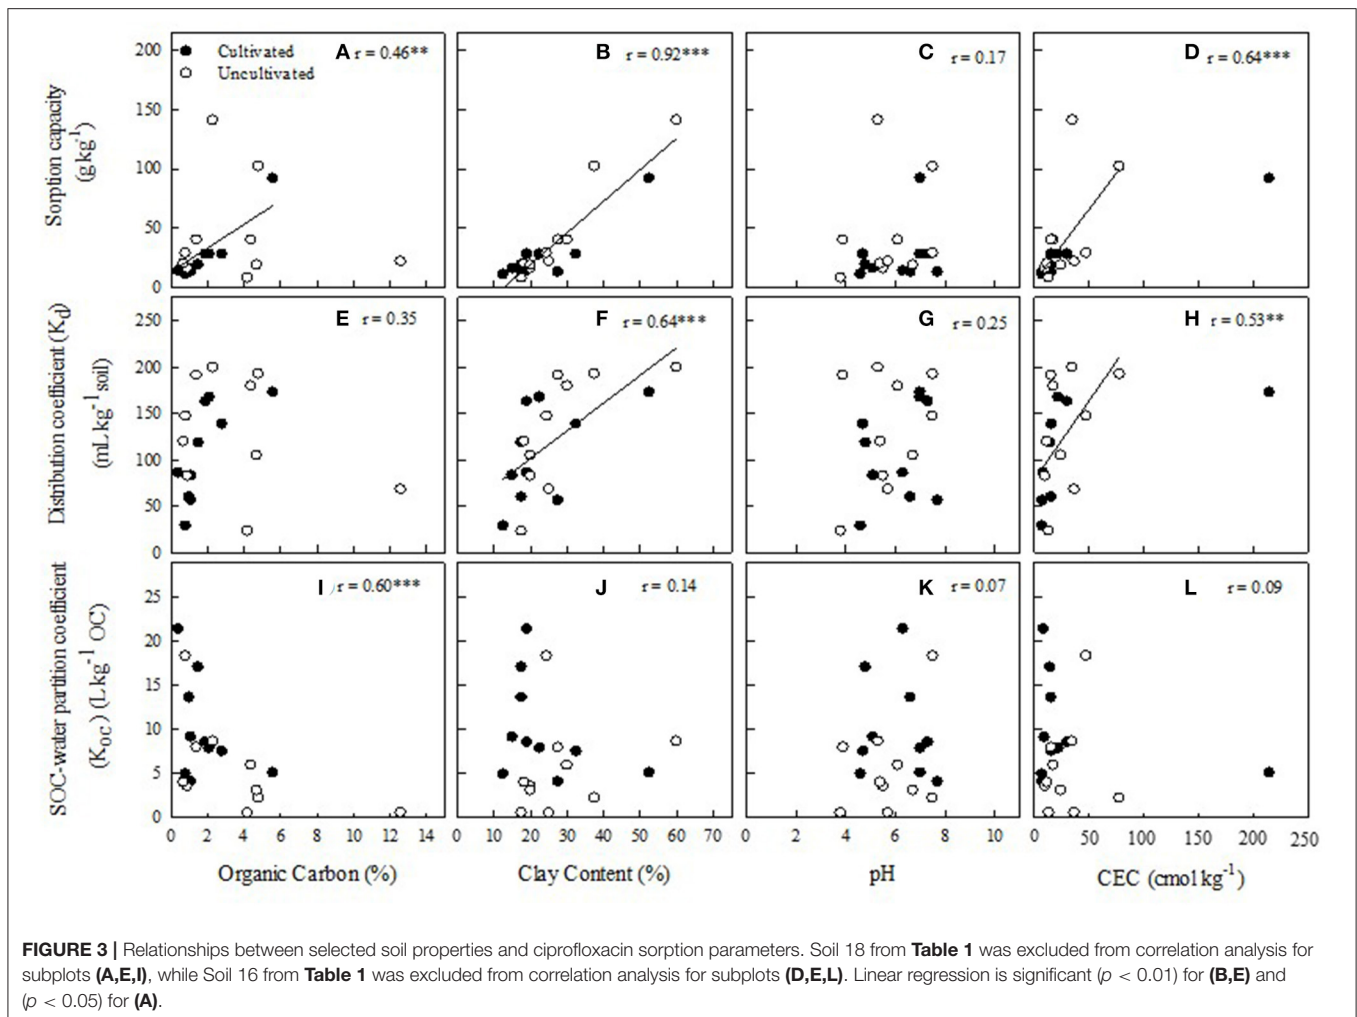 Sorption capacity
(g kg-1)
200
150
100
50
0
Cultivated
Uncultivated
A r = 0.46**
B r = 0.92***
C r = 0.17
D r = 0.64***
Distribution coefficient (Kd)
(mL kg-1 soil)
250
200
150
100
50
0
E r = 0.35
F r = 0.64***
G r = 0.25
H r = 0.53**
SOC-water partition coefficient
(KOC) (L kg-1 OC)
25
20
15
10
5
0
I r = 0.60***
J r = 0.14
K r = 0.07
L r = 0.09
0 2 4 6 8 10 12 14
0 10 20 30 40 50 60 70
0 2 4 6 8 10
0 50 100 150 200 250
Organic Carbon (%)
Clay Content (%)
pH
CEC (cmol kg-1)
FIGURE 3 | Relationships between selected soil properties and ciprofloxacin sorption parameters. Soil 18 from Table 1 was excluded from correlation analysis for
subplots (A,E,I), while Soil 16 from Table 1 was excluded from correlation analysis for subplots (D,E,L). Linear regression is significant (p < 0.01) for (B,E) and
(p < 0.05) for (A).